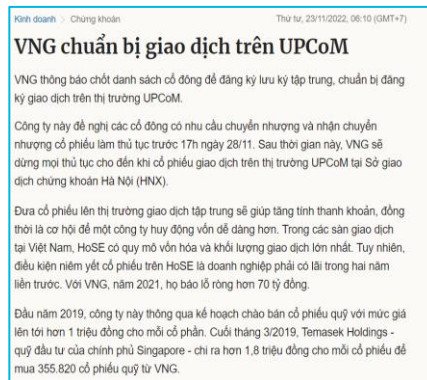 Kinh doanh > Chứng khoán Thứ tư, 23/11/2022, 06:10 (GMT+7)
VNG chuẩn bị giao dịch trên UPCoM
VNG thông báo chốt danh sách cổ đông để đăng ký lưu ký tập trung, chuẩn bị đăng
ký giao dịch trên thị trường UPCoM.
Công ty này đề nghị các cổ đông có nhu cầu chuyển nhượng và nhận chuyển
nhượng cổ phiếu làm thủ tục trước 17h ngày 28/11. Sau thời gian này, VNG sẽ
dừng mọi thủ tục cho đến khi cổ phiếu giao dịch trên thị trường UPCoM tại Sở giao
dịch chứng khoán Hà Nội (HNX).
Đưa cổ phiếu lên thị trường giao dịch tập trung sẽ giúp tăng tính thanh khoản, đồng
thời là cơ hội để một công ty huy động vốn dễ dàng hơn. Trong các sàn giao dịch
tại Việt Nam, HoSE có quy mô vốn hóa và khối lượng giao dịch lớn nhất. Tuy nhiên,
điều kiện niêm yết cổ phiếu trên HoSE là doanh nghiệp phải có lãi trong hai năm
liền trước. Với VNG, năm 2021, họ báo lỗ ròng hơn 70 tỷ đồng.
Đầu năm 2019, công ty này thông qua kế hoạch chào bán cổ phiếu quỹ với mức giá
lên tới hơn 1 triệu đồng cho mỗi cổ phần. Cuối tháng 3/2019, Temasek Holdings -
quỹ đầu tư của chính phủ Singapore - chi ra hơn 1,8 triệu đồng cho mỗi cổ phiếu để
mua 355.820 cổ phiếu quỹ từ VNG.